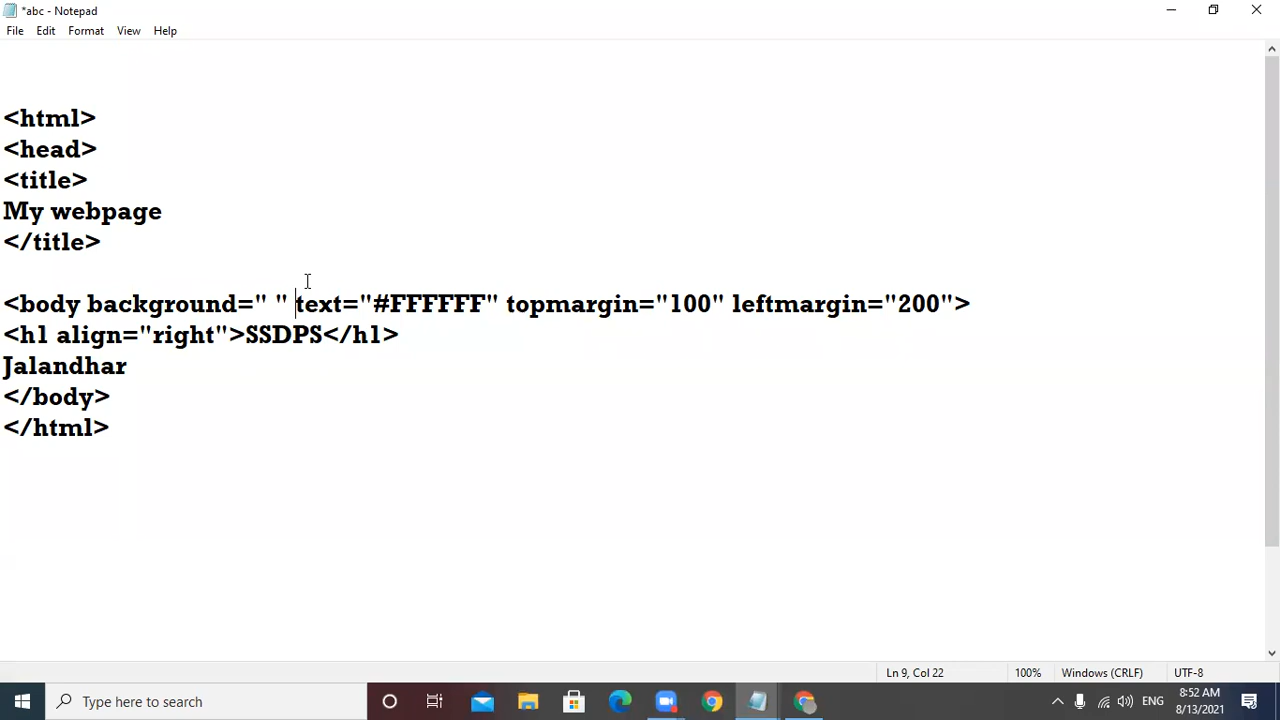 *abc - Notepad
File Edit Format View Help
<html>
<head>
<title>
My webpage
</title>
<body background=" " text="#FFFFFF" topmargin="100" leftmargin="200">
<h1 align="right">SSDPS</h1>
Jalandhar
</body>
</html>
Ln 9, Col 22 100% Windows (CRLF) UTF-8
Type here to search ENG 8:52 AM
8/13/2021